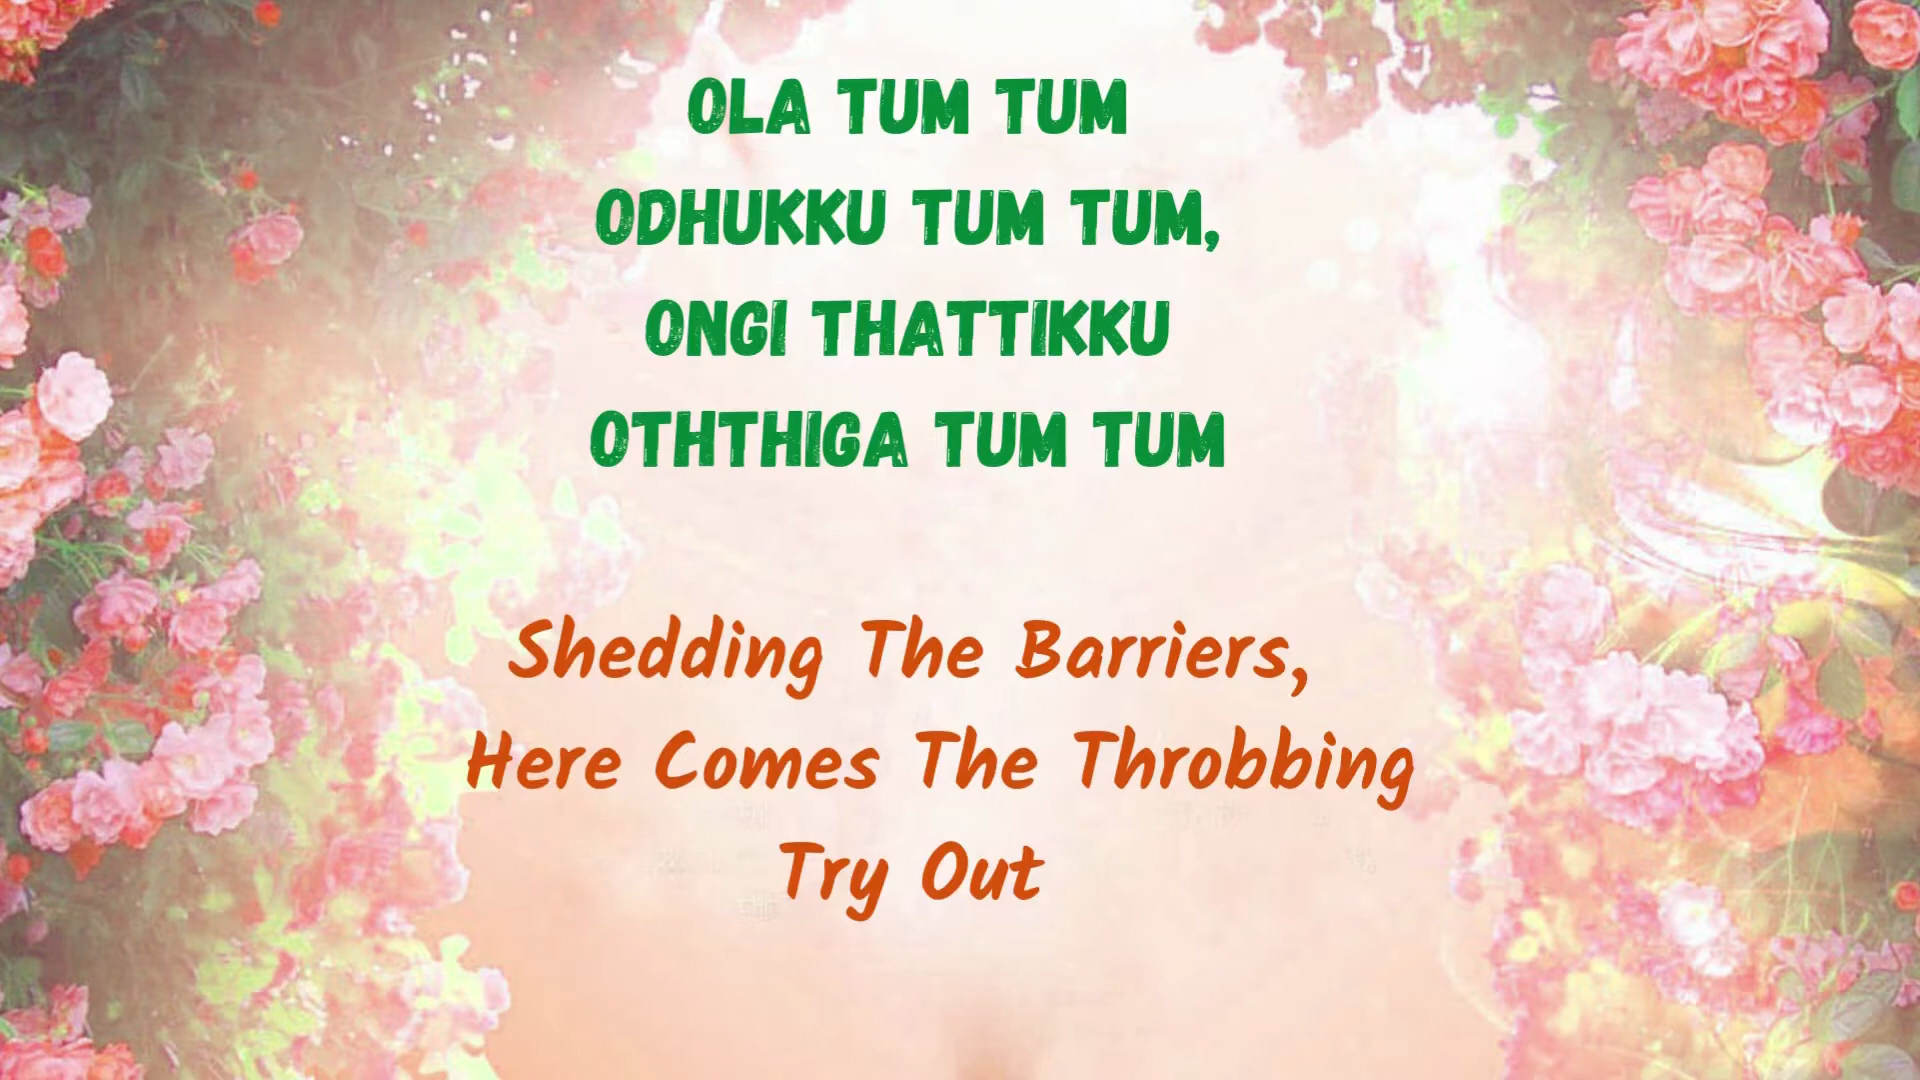 OLA TUM TUM
ODHUKKU TUM TUM,
ONGI THATTIKKU
OTHTHIGA TUM TUM
Shedding The Barriers,
Here Comes The Throbbing
Try Out